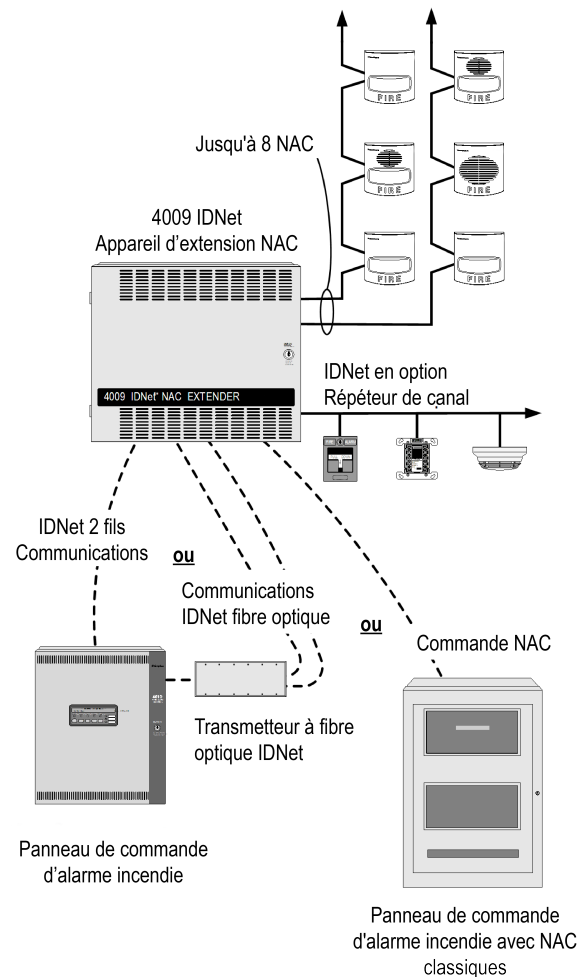 FIRE
FIRE
Jusqu'à 8 NAC
FIRE
FIRE
4009 IDNet
Appareil d'extension NAC
FIRE
FIRE
IDNet en option
Répéteur de canal
4009 IDNet NAC EXTENDER
IDNet 2 fils
Communications
ou
Communications
IDNet fibre optique
ou
Commande NAC
Transmetteur à fibre
optique IDNet
Panneau de commande
d'alarme incendie
Panneau de commande
d'alarme incendie avec NAC
classiques